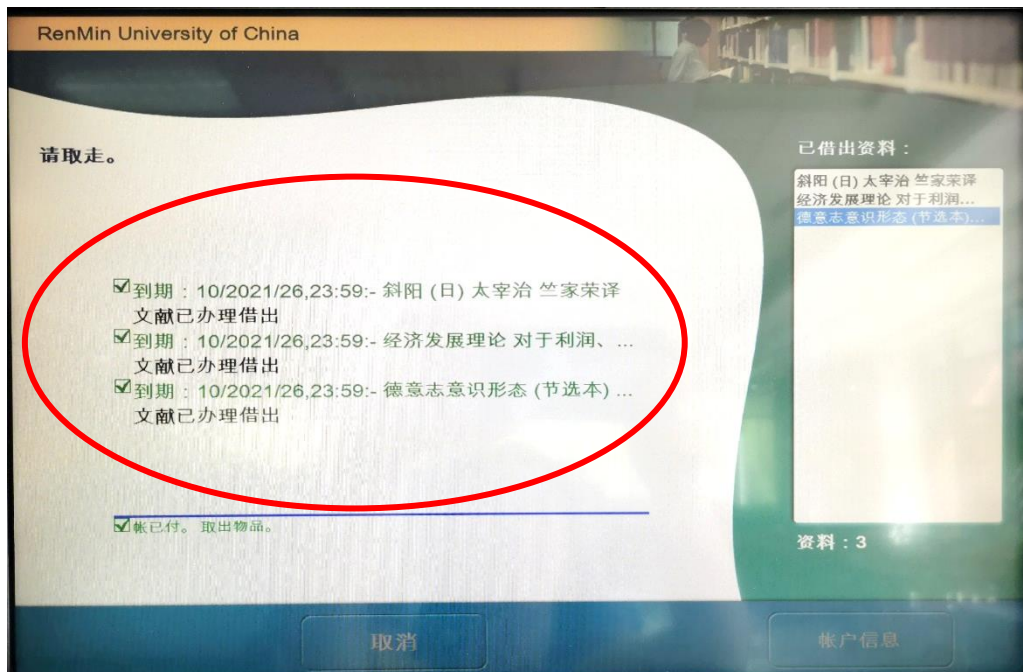 RenMin University of China
请取走。
已借出资料：
斜阳 (日) 太宰治 竺家荣译
经济发展理论 对于利润...
德意志意识形态 (节选本)...
到期：10/2021/26,23:59:- 斜阳 (日) 太宰治 竺家荣译
文献已办理借出
到期：10/2021/26,23:59:- 经济发展理论 对于利润、...
文献已办理借出
到期：10/2021/26,23:59:- 德意志意识形态 (节选本) ...
文献已办理借出
帐已付。 取出物品。
资料：3
取消
帐户信息